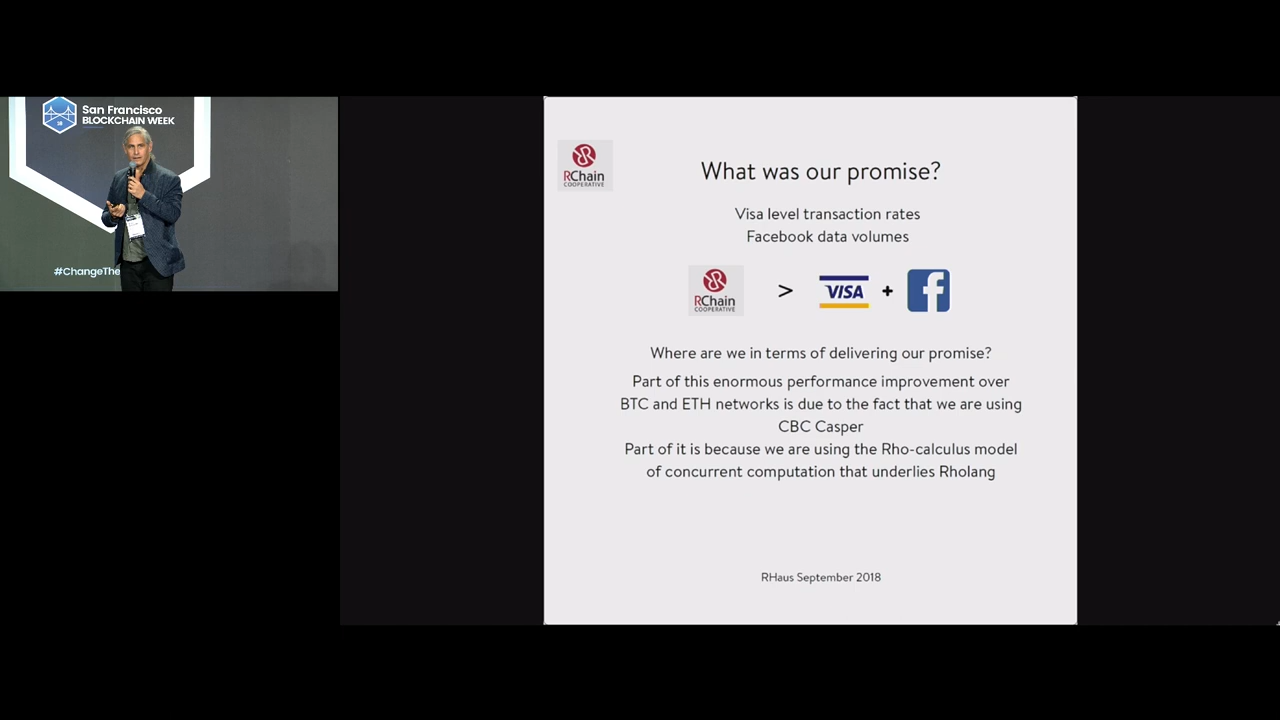 San Francisco
BLOCKCHAIN WEEK
#ChangeThe
RChain
COOPERATIVE
What was our promise?
Visa level transaction rates
Facebook data volumes
RChain
COOPERATIVE
>
VISA
+
f
Where are we in terms of delivering our promise?
Part of this enormous performance improvement over
BTC and ETH networks is due to the fact that we are using
CBC Casper
Part of it is because we are using the Rho-calculus model
of concurrent computation that underlies Rholang
RHaus September 2018